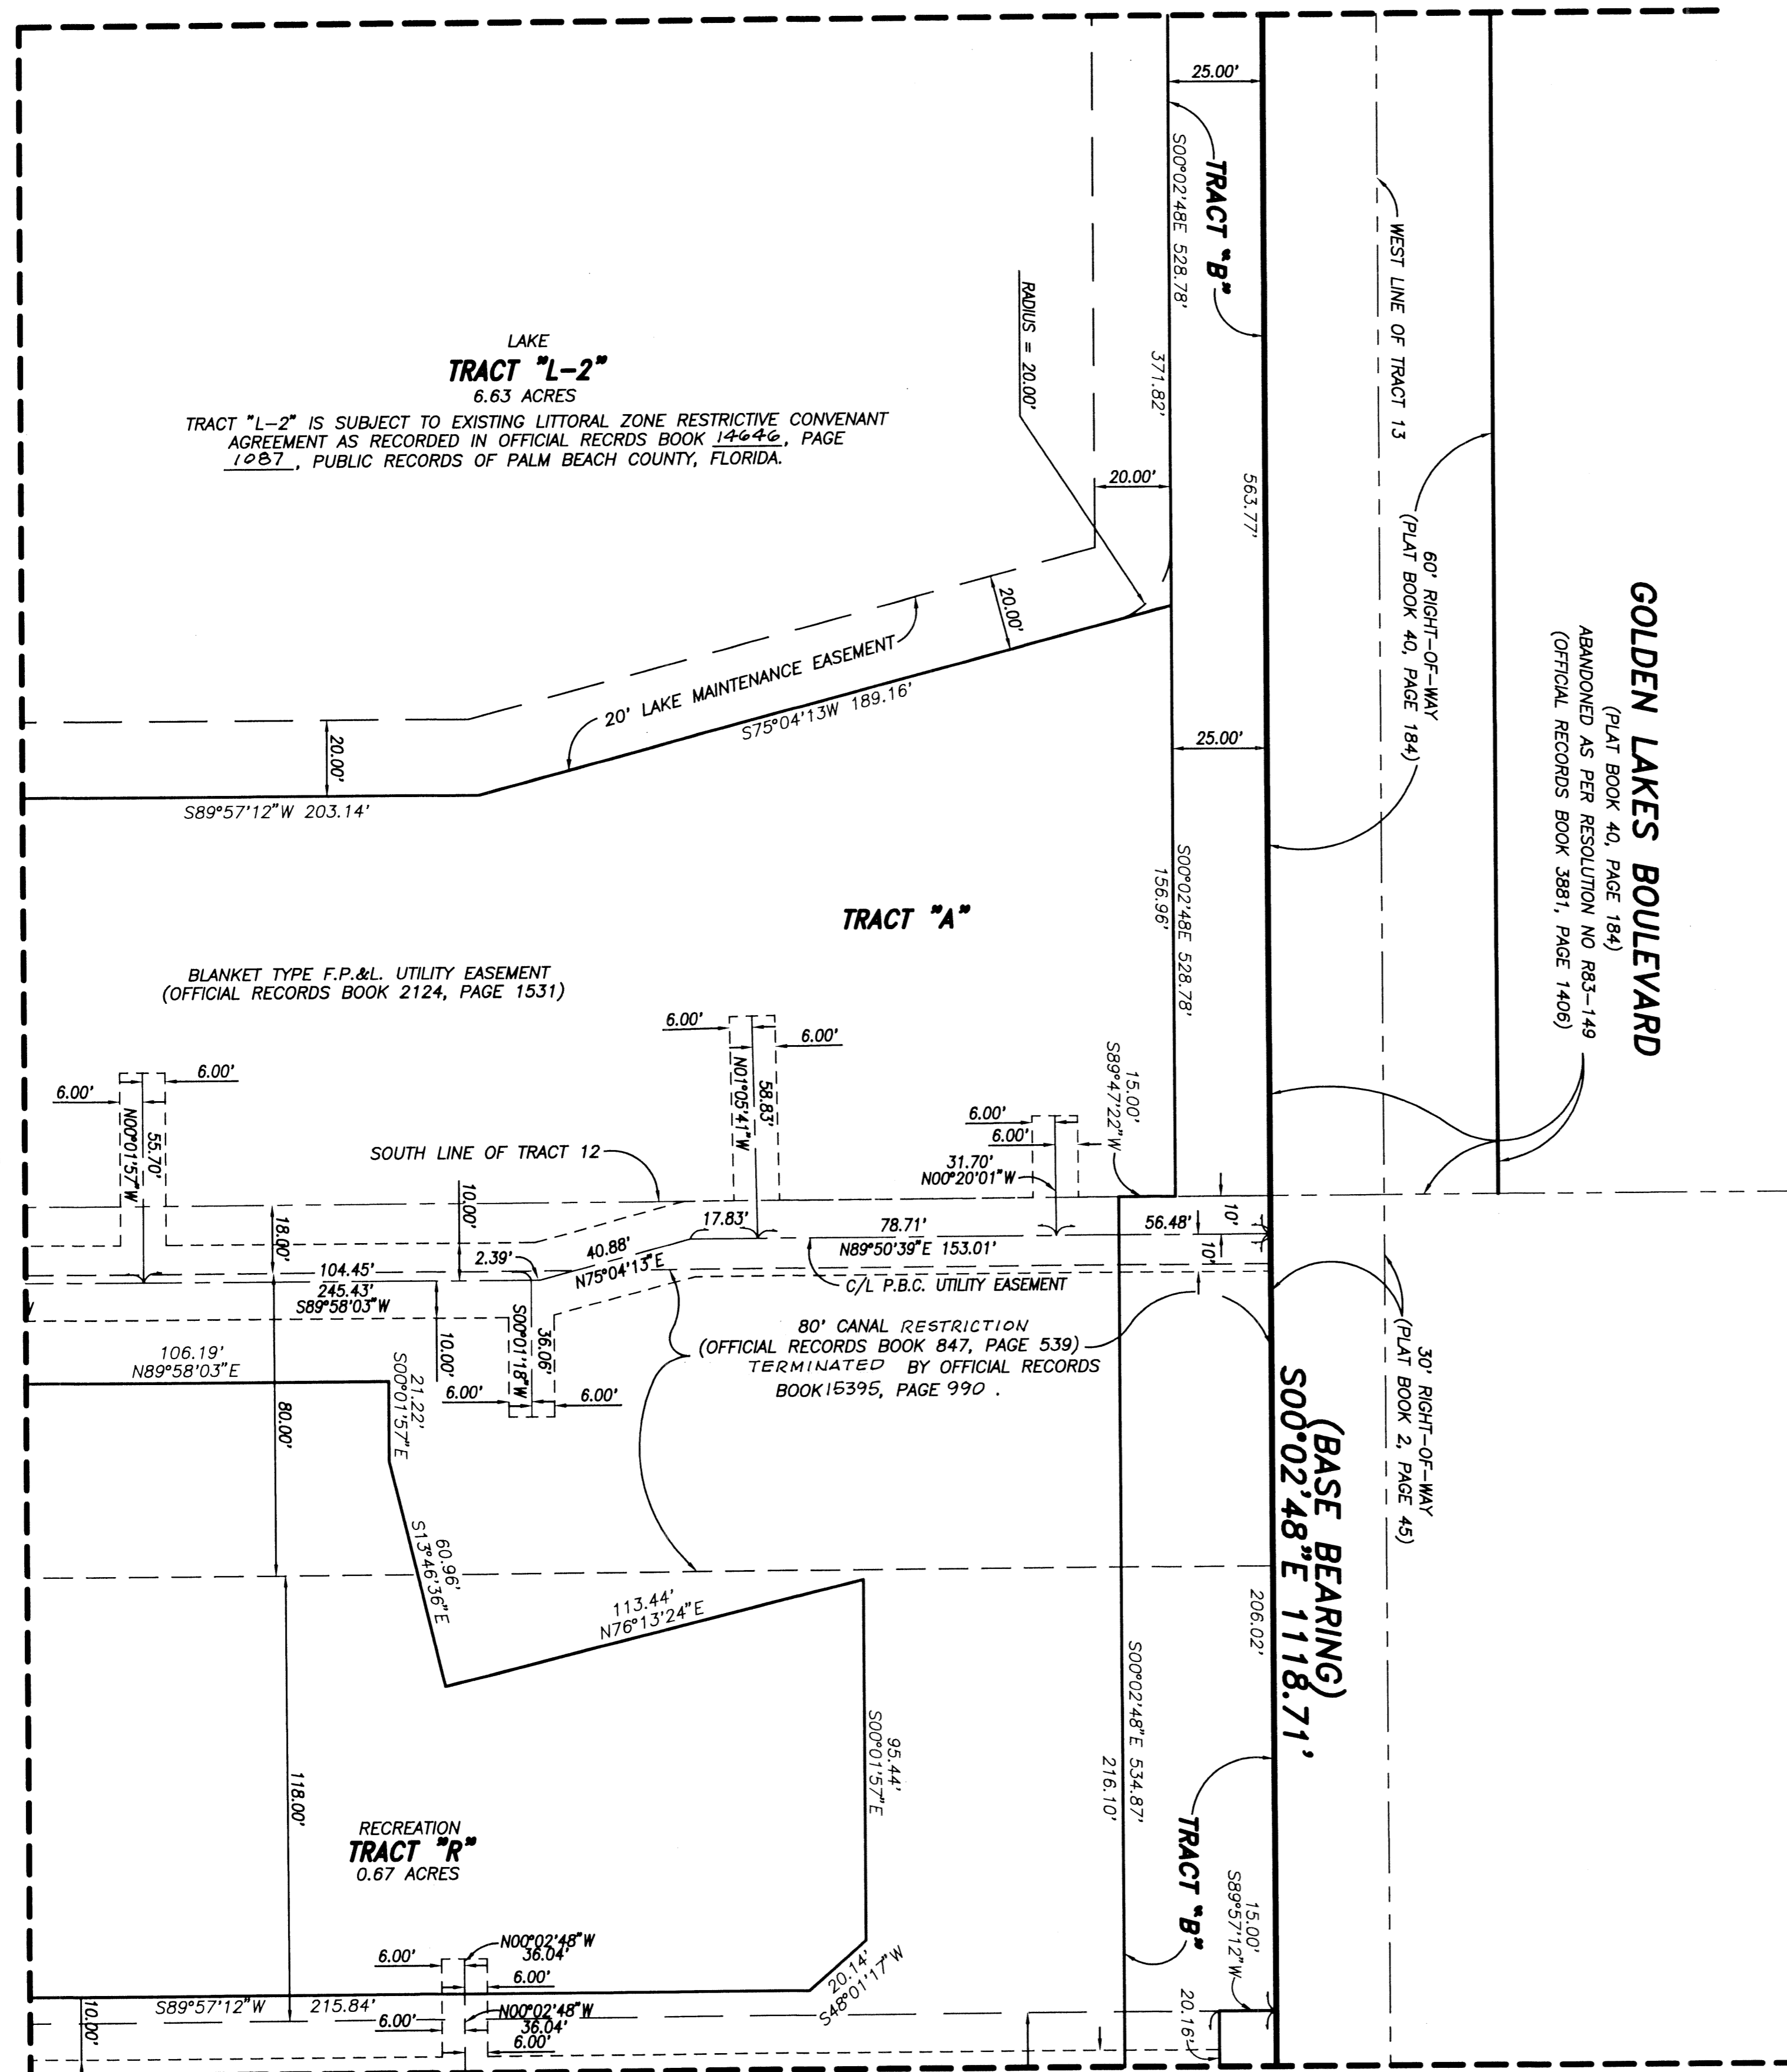 25.00'
TRACT "B"
S00°02'48E 528.78'
371.82'
563.77'
WEST LINE OF TRACT 13
60' RIGHT-OF-WAY
(PLAT BOOK 40, PAGE 184)
GOLDEN LAKES BOULEVARD
(PLAT BOOK 40, PAGE 184)
ABANDONED AS PER RESOLUTION NO R83-149
(OFFICIAL RECORDS BOOK 3881, PAGE 1406)
RADIUS = 20.00'
LAKE
TRACT "L-2"
6.63 ACRES
TRACT "L-2" IS SUBJECT TO EXISTING LITTORAL ZONE RESTRICTIVE CONVENANT
AGREEMENT AS RECORDED IN OFFICIAL RECRDS BOOK 14646, PAGE
1087, PUBLIC RECORDS OF PALM BEACH COUNTY, FLORIDA.
20.00'
20.00'
20' LAKE MAINTENANCE EASEMENT
S75°04'13W 189.16'
20.00'
S89°57'12"W 203.14'
25.00'
S00°02'48E 528.78'
156.96'
TRACT "A"
BLANKET TYPE F.P.&L. UTILITY EASEMENT
(OFFICIAL RECORDS BOOK 2124, PAGE 1531)
6.00'
6.00'
55.70'
N00°01'57"W
6.00'
6.00'
58.83'
N01°05'41"W
6.00'
6.00'
31.70'
N00°20'01"W
15.00'
S89°47'22"W
SOUTH LINE OF TRACT 12
10.00'
18.00'
17.83'
78.71'
56.48'
10'
10'
N89°50'39"E 153.01'
C/L P.B.C. UTILITY EASEMENT
40.88'
N75°04'13"E
2.39'
104.45'
245.43'
S89°58'03"W
10.00'
36.06'
S00°01'18"W
6.00'
6.00'
106.19'
N89°58'03"E
21.22'
S00°01'57"E
80.00'
80' CANAL RESTRICTION
(OFFICIAL RECORDS BOOK 847, PAGE 539)
TERMINATED BY OFFICIAL RECORDS
BOOK 15395, PAGE 990 .
30' RIGHT-OF-WAY
(PLAT BOOK 2, PAGE 45)
(BASE BEARING)
S00°02'48"E 1118.71'
60.96'
S13°46'36"E
113.44'
N76°13'24"E
206.02'
S00°02'48"E 534.87'
216.10'
95.44'
S00°01'57"E
118.00'
RECREATION
TRACT "R"
0.67 ACRES
TRACT "B"
15.00'
S89°57'12"W
20.16'
20.14'
S48°01'17"W
N00°02'48"W
36.04'
6.00'
6.00'
S89°57'12"W 215.84'
N00°02'48"W
36.04'
6.00'
6.00'
10.00'